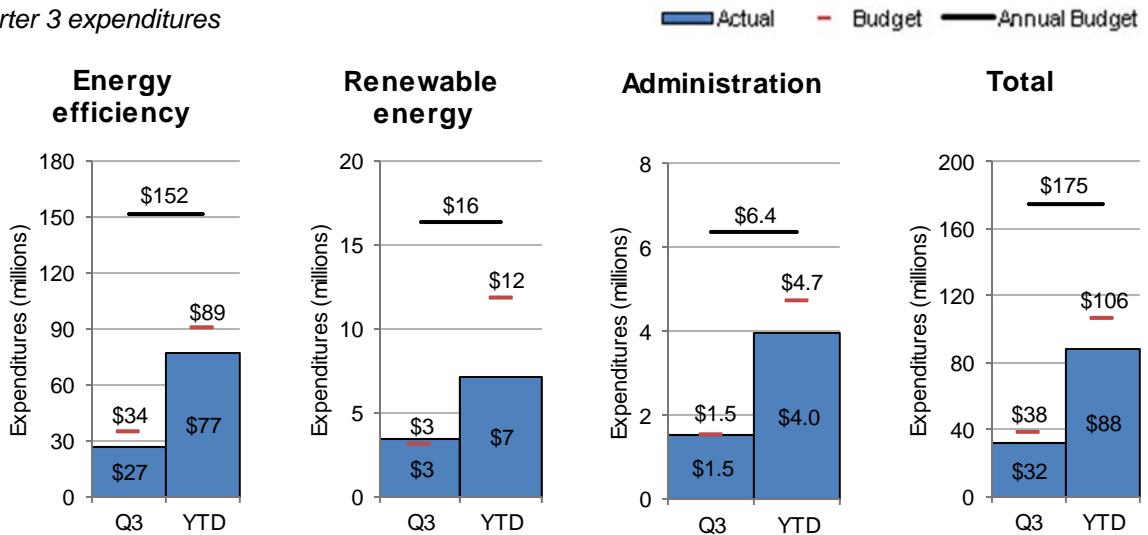 rter 3 expenditures
Actual Budget Annual Budget
Energy
efficiency
180
150
120
90
60
30
0
Expenditures (millions)
$152
$89
$34
$77
$27
Q3 YTD
Renewable
energy
20
15
10
5
0
Expenditures (millions)
$16
$12
$3
$3
$7
Q3 YTD
Administration
8
6
4
2
0
Expenditures (millions)
$6.4
$4.7
$1.5
$4.0
$1.5
Q3 YTD
Total
200
160
120
80
40
0
Expenditures (millions)
$175
$106
$38
$88
$32
Q3 YTD